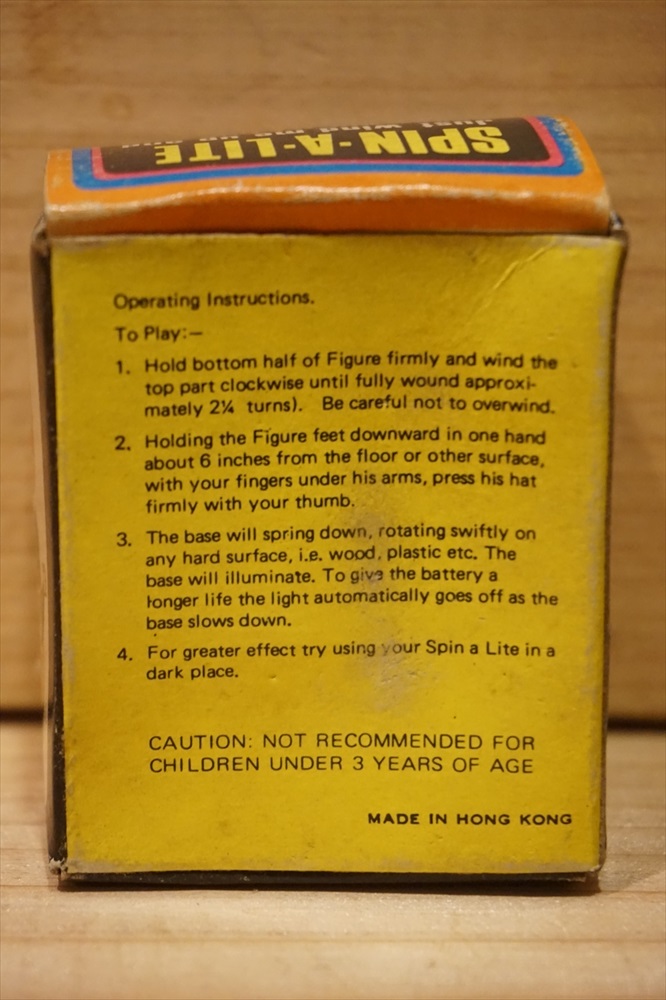 SPIN-A-LITE
Just wind me up and
Operating Instructions.
To Play:—
1. Hold bottom half of Figure firmly and wind the
top part clockwise until fully wound approxi-
mately 2¼ turns). Be careful not to overwind.
2. Holding the Figure feet downward in one hand
about 6 inches from the floor or other surface,
with your fingers under his arms, press his hat
firmly with your thumb.
3. The base will spring down, rotating swiftly on
any hard surface, i.e. wood, plastic etc. The
base will illuminate. To give the battery a
longer life the light automatically goes off as the
base slows down.
4. For greater effect try using your Spin a Lite in a
dark place.
CAUTION: NOT RECOMMENDED FOR
CHILDREN UNDER 3 YEARS OF AGE
MADE IN HONG KONG